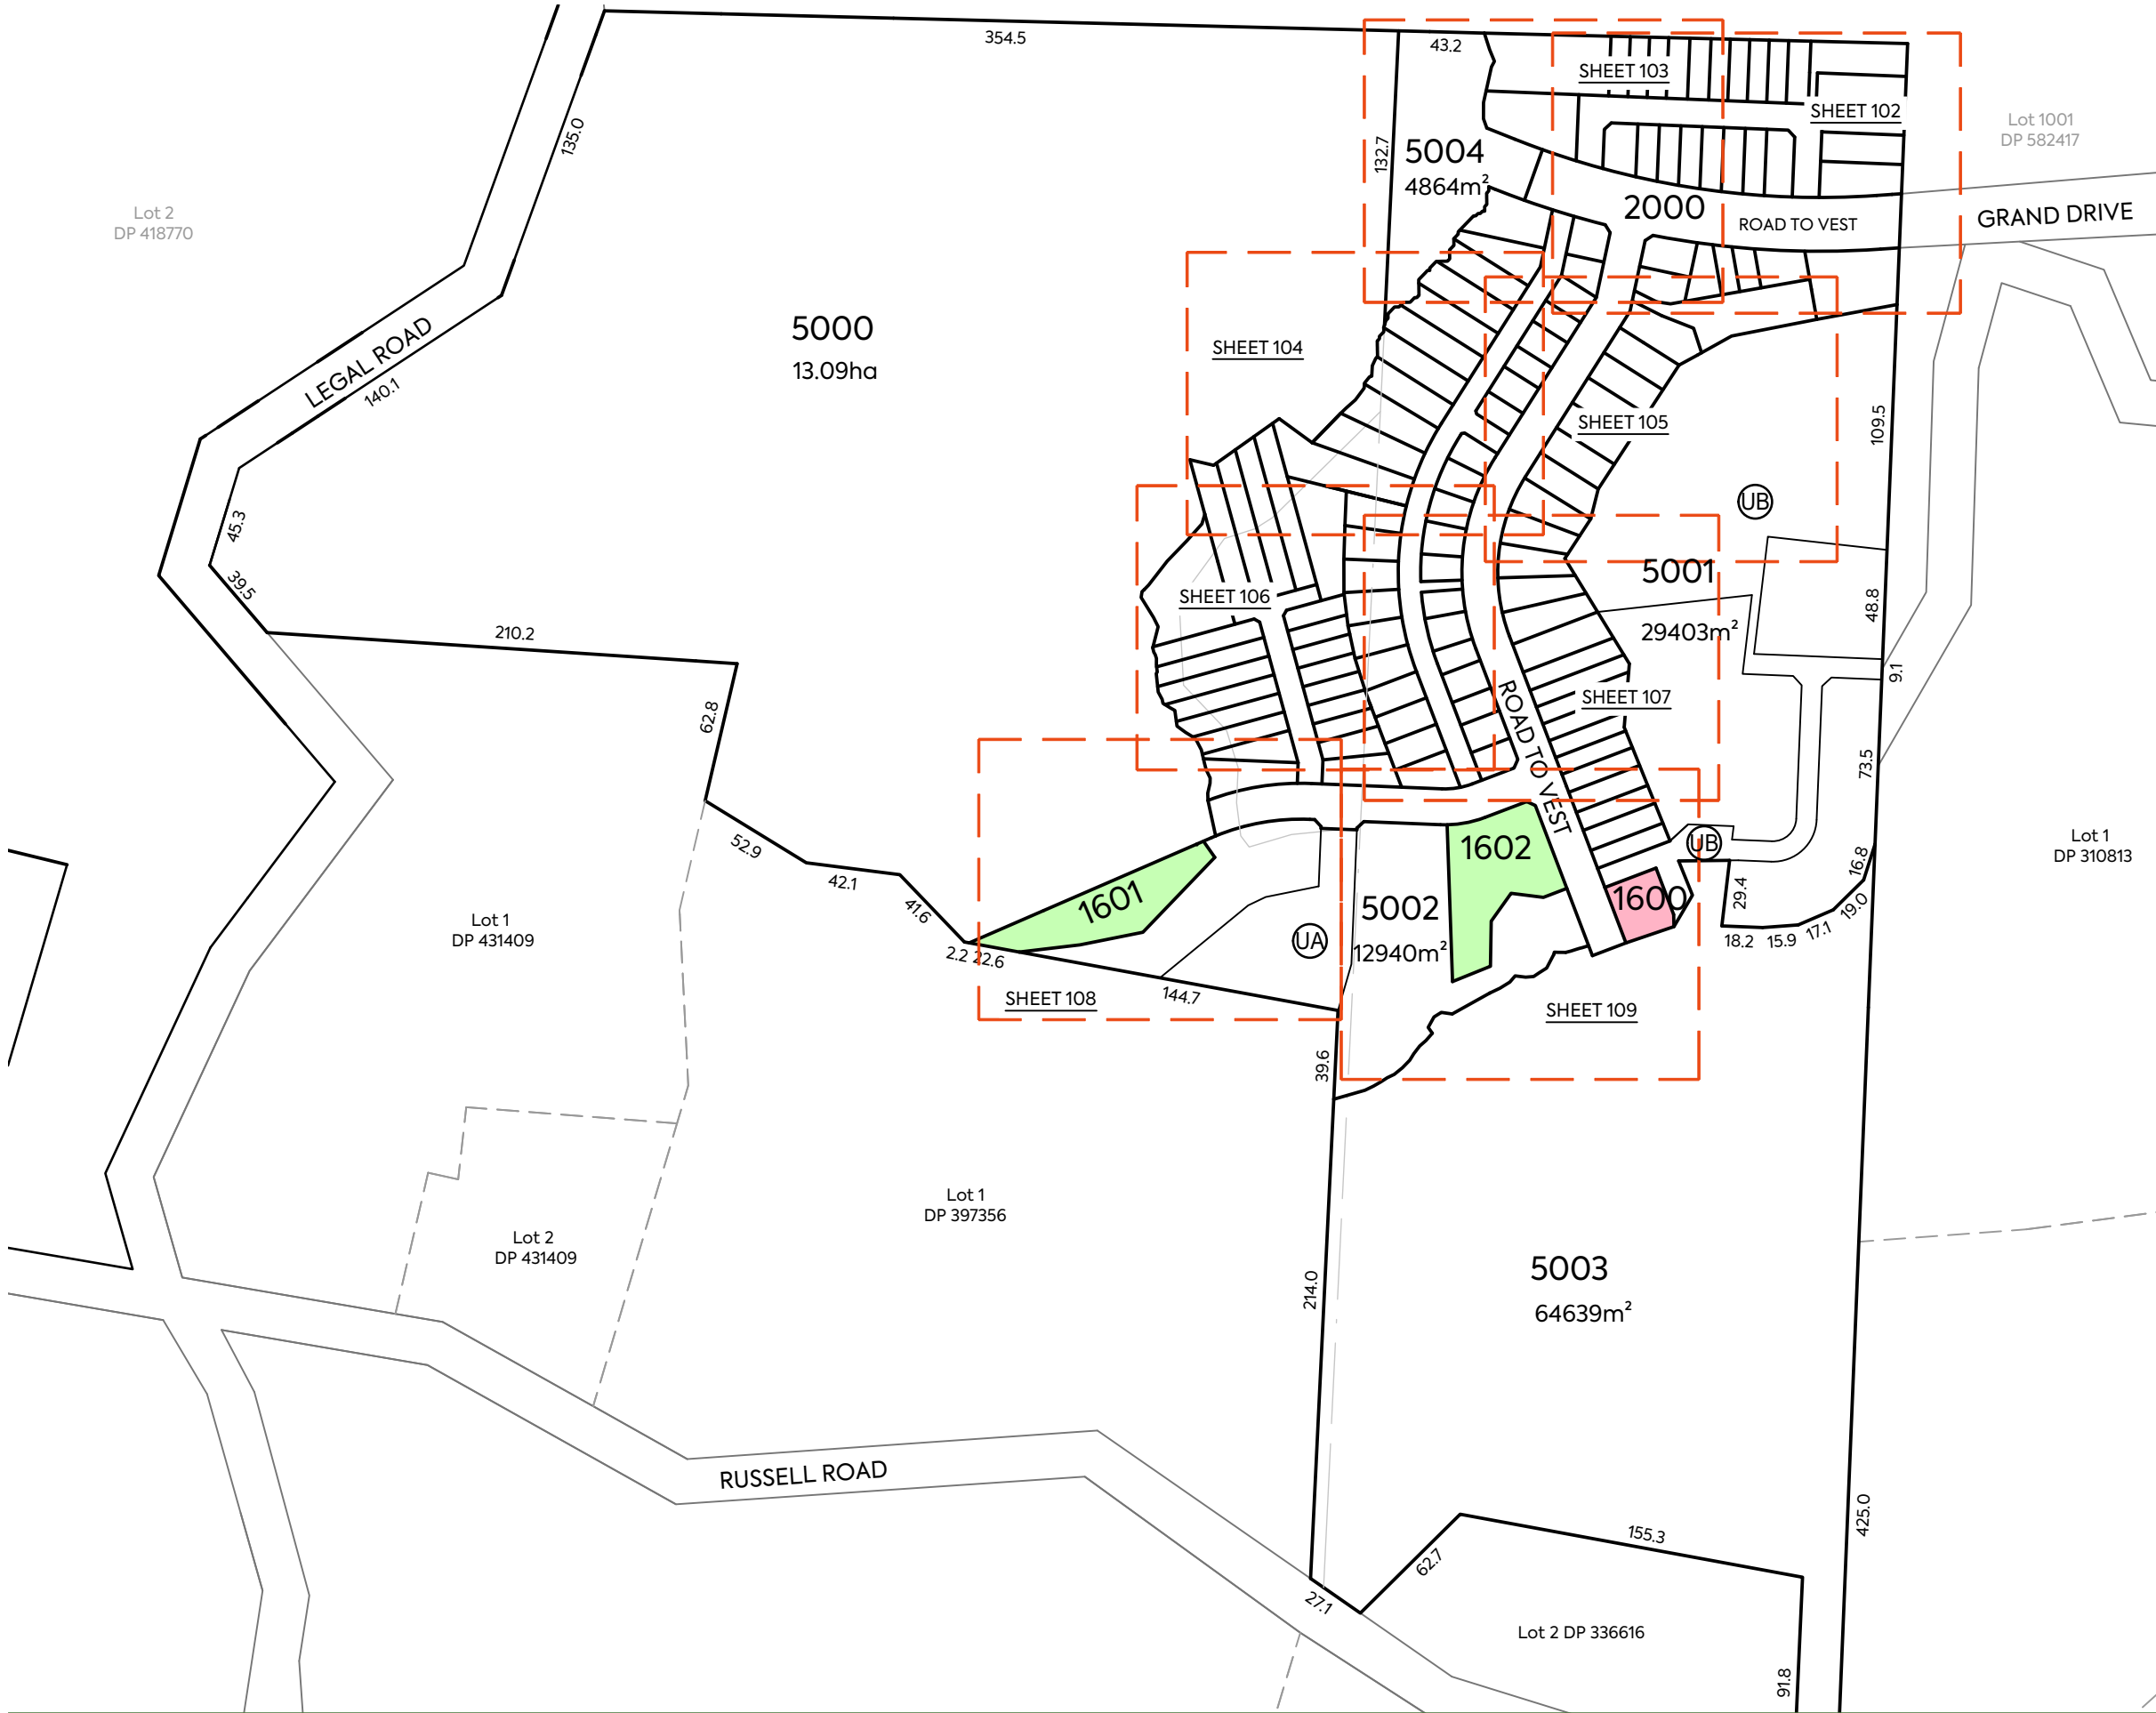 354.5
43.2
SHEET 103
SHEET 102
Lot 1001
DP 582417
135.0
132.7
5004
4864m²
2000
ROAD TO VEST
GRAND DRIVE
Lot 2
DP 418770
5000
13.09ha
LEGAL ROAD
140.1
SHEET 104
SHEET 105
109.5
45.3
39.5
UB
5001
29403m²
48.8
SHEET 106
210.2
62.8
9.1
SHEET 107
ROAD TO VEST
73.5
52.9
42.1
41.6
1602
UB
16.8
Lot 1
DP 310813
1601
1600
29.4
19.0
5002
12940m²
UA
Lot 1
DP 431409
18.2
15.9
17.1
2.2
22.6
144.7
SHEET 108
SHEET 109
39.6
Lot 1
DP 397356
Lot 2
DP 431409
214.0
5003
64639m²
RUSSELL ROAD
425.0
155.3
62.7
27.1
Lot 2 DP 336616
91.8